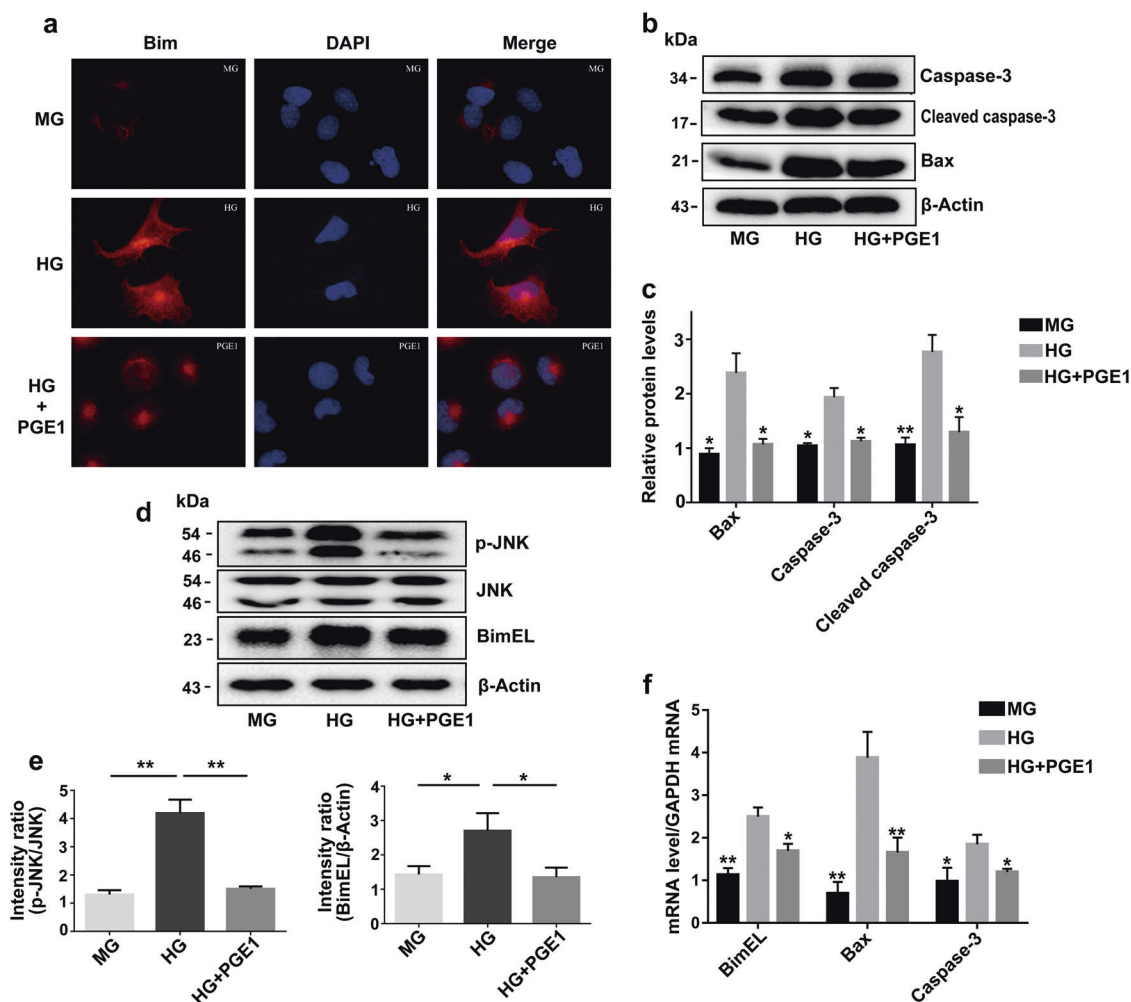 a
Bim DAPI Merge
MG MG MG MG
HG HG HG HG
HG
+
PGE1
PGE1 PGE1 PGE1
b
kDa
34 Caspase-3
17 Cleaved caspase-3
21 Bax
43 β-Actin
MG HG HG+PGE1
c
Relative protein levels
MG
HG
HG+PGE1
3
2
1
0
* * * * ** *
Bax Caspase-3 Cleaved caspase-3
d
kDa
54
46
p-JNK
54
46
JNK
23 BimEL
43 β-Actin
MG HG HG+PGE1
e
** **
Intensity ratio
(p-JNK/JNK)
5
4
3
2
1
0
MG HG HG+PGE1
* *
Intensity ratio
(BimEL/β-Actin)
4
3
2
1
0
MG HG HG+PGE1
f
mRNA level/GAPDH mRNA
MG
HG
HG+PGE1
5
4
3
2
1
0
** * ** ** * *
BimEL Bax Caspase-3